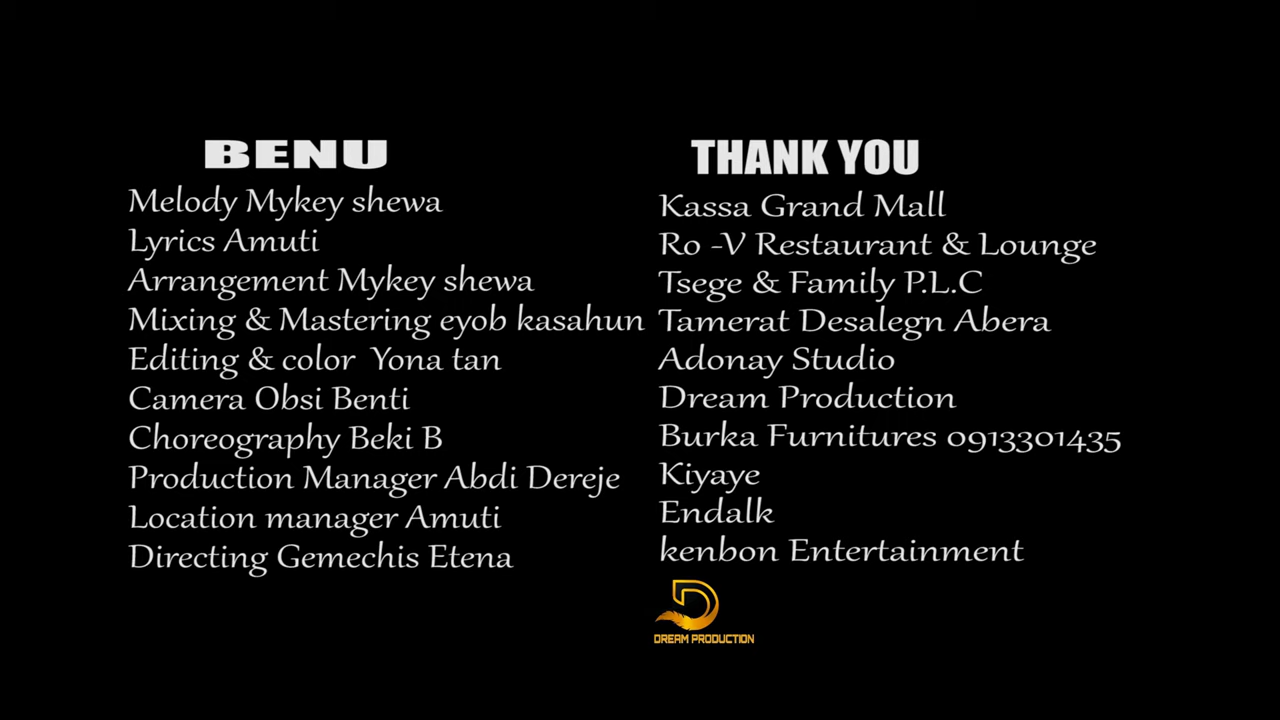 BENU
Melody Mykey shewa
Lyrics Amuti
Arrangement Mykey shewa
Mixing & Mastering eyob kasahun
Editing & color Yona tan
Camera Obsi Benti
Choreography Beki B
Production Manager Abdi Dereje
Location manager Amuti
Directing Gemechis Etena
THANK YOU
Kassa Grand Mall
Ro -V Restaurant & Lounge
Tsege & Family P.L.C
Tamerat Desalegn Abera
Adonay Studio
Dream Production
Burka Furnitures 0913301435
Kiyaye
Endalk
kenbon Entertainment
DREAM PRODUCTION